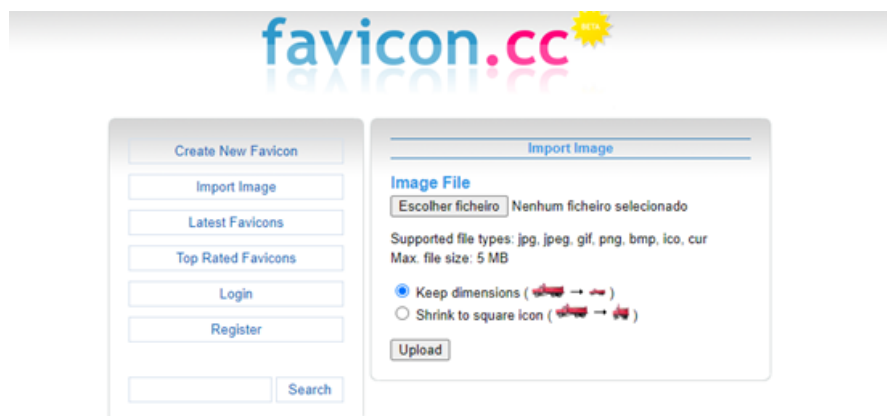 favicon.cc
BETA
Create New Favicon
Import Image
Latest Favicons
Top Rated Favicons
Login
Register
Search
Import Image
Image File
Escolher ficheiro Nenhum ficheiro selecionado
Supported file types: jpg, jpeg, gif, png, bmp, ico, cur
Max. file size: 5 MB
Keep dimensions ( → )
Shrink to square icon ( → )
Upload